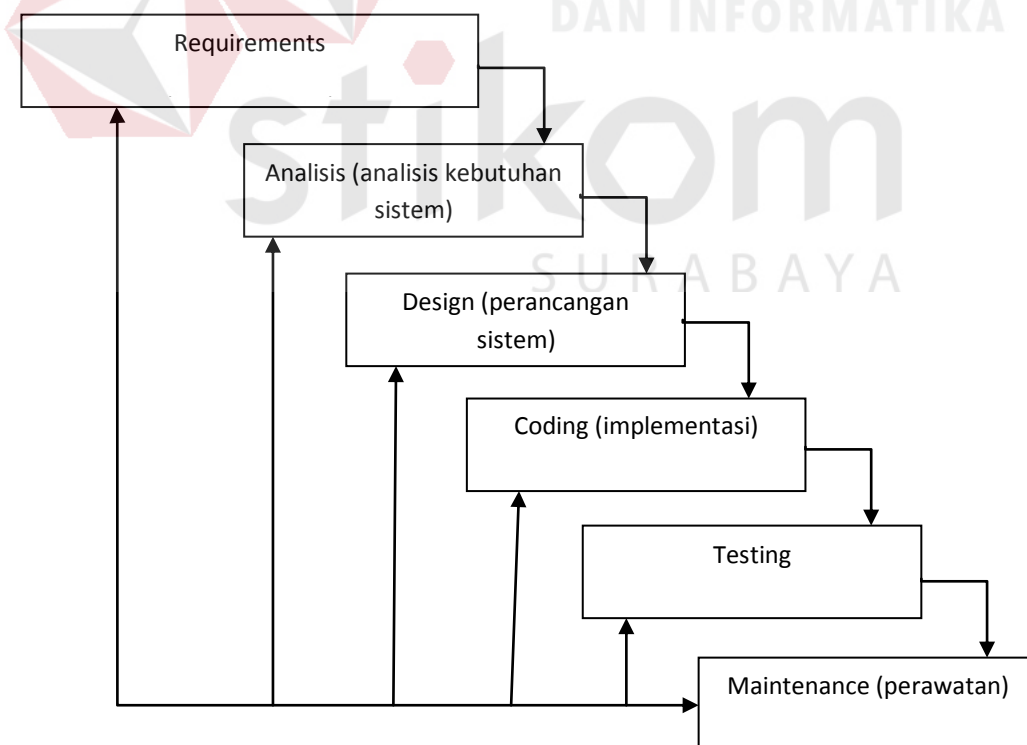 DAN INFORMATIKA
Requirements
stikom
Analisis (analisis kebutuhan
sistem)
SURABAYA
Design (perancangan
sistem)
Coding (implementasi)
Testing
Maintenance (perawatan)